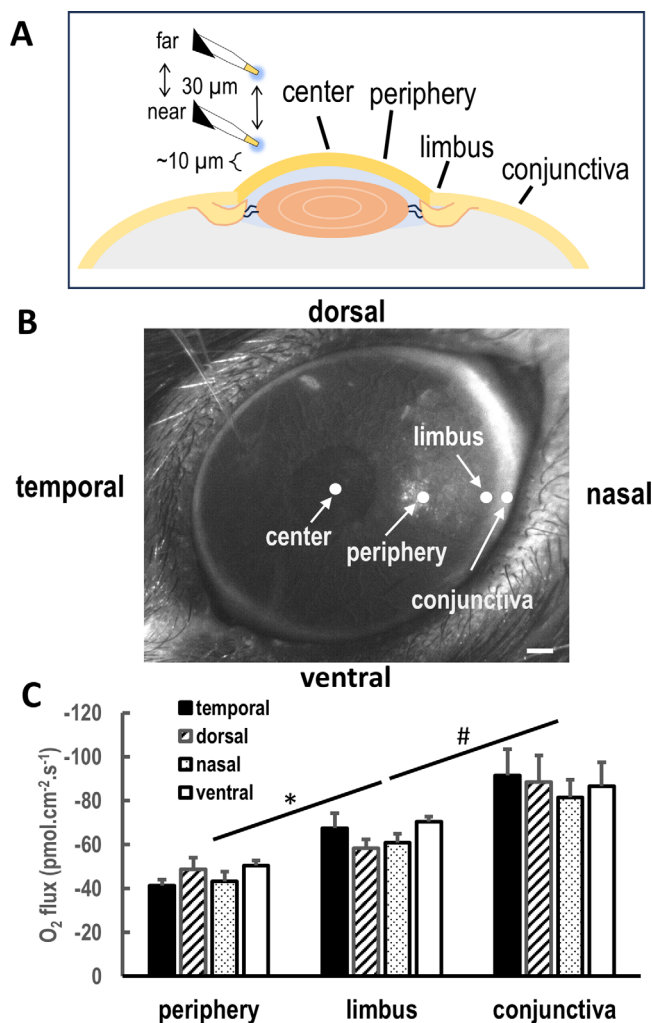 A
far
30 µm
near
~10 µm
center
periphery
limbus
conjunctiva
B
dorsal
temporal
nasal
limbus
center
periphery
conjunctiva
ventral
C
temporal
dorsal
nasal
ventral
O2 flux (pmol.cm-2.s-1)
-120
-100
-80
-60
-40
-20
0
*
#
periphery
limbus
conjunctiva